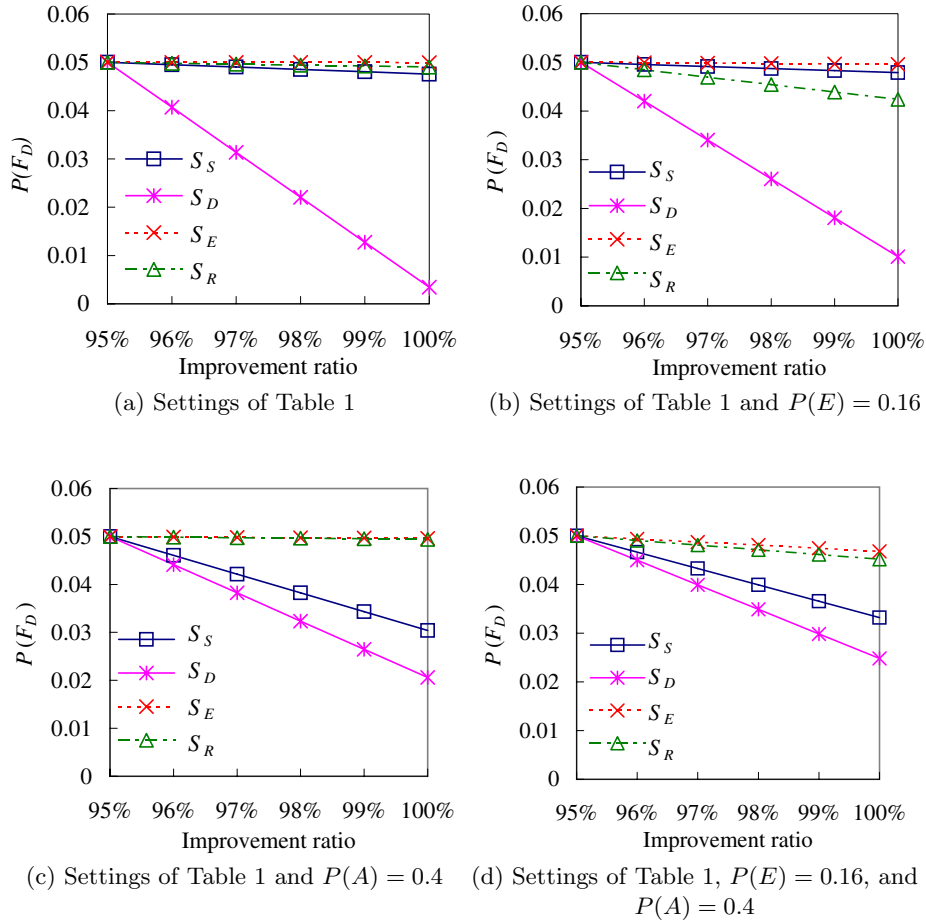 0.06
0.05
0.04
0.03
0.02
0.01
0
P(F_D)
S_S
S_D
S_E
S_R
95% 96% 97% 98% 99% 100%
Improvement ratio
(a) Settings of Table 1
0.06
0.05
0.04
0.03
0.02
0.01
0
P (F_D)
S_S
S_D
S_E
S_R
95% 96% 97% 98% 99% 100%
Improvement ratio
(b) Settings of Table 1 and P(E) = 0.16
0.06
0.05
0.04
0.03
0.02
0.01
0
P (F_D)
S_S
S_D
S_E
S_R
95% 96% 97% 98% 99% 100%
Improvement ratio
(c) Settings of Table 1 and P(A) = 0.4
0.06
0.05
0.04
0.03
0.02
0.01
0
P (F_D)
S_S
S_D
S_E
S_R
95% 96% 97% 98% 99% 100%
Improvement ratio
(d) Settings of Table 1, P(E) = 0.16, and
P(A) = 0.4